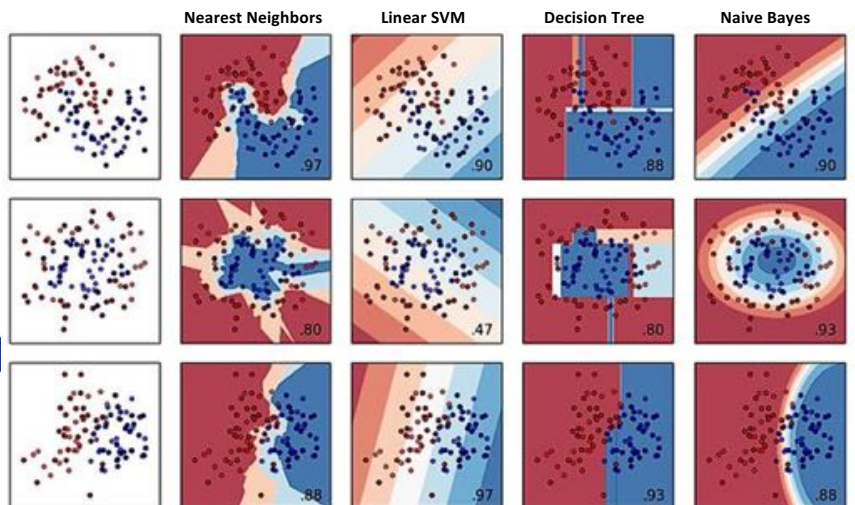 Nearest Neighbors Linear SVM Decision Tree Naive Bayes
.97 .90 .88 .90
.80 .47 .80 .93
.88 .97 .93 .88